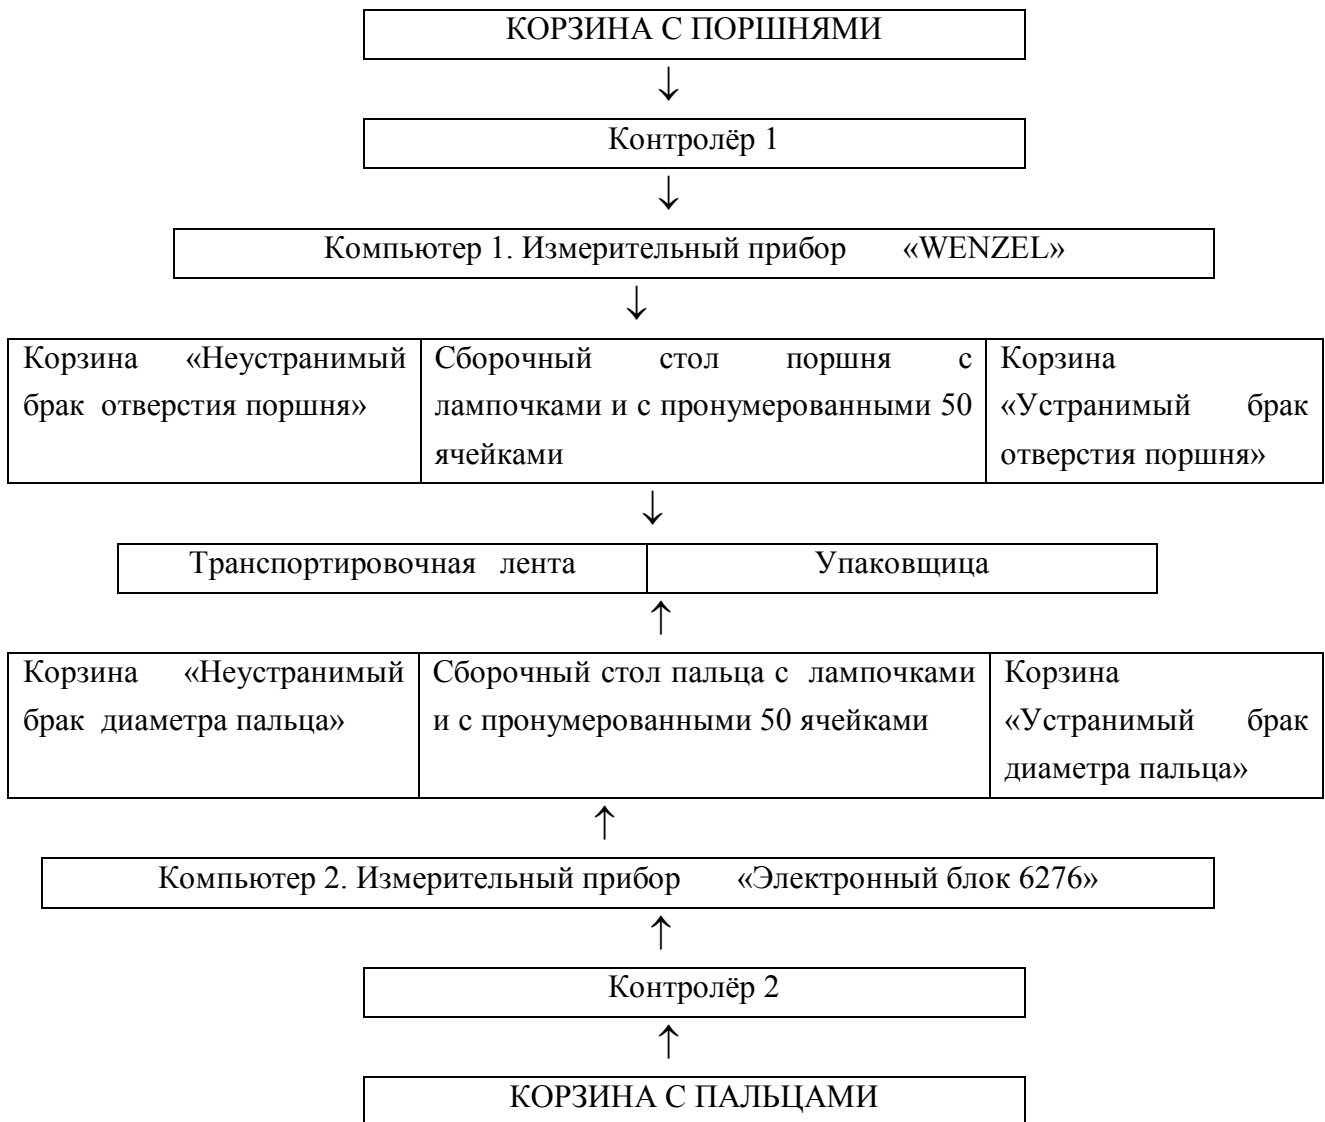 КОРЗИНА С ПОРШНЯМИ
↓
Контролёр 1
↓
Компьютер 1. Измерительный прибор «WENZEL»
↓
Корзина «Неустранимый
брак отверстия поршня»
Сборочный стол поршня с
лампочками и с пронумерованными 50
ячейками
Корзина
«Устранимый брак
отверстия поршня»
↓
Транспортировочная лента
Упаковщица
↑
Корзина «Неустранимый
брак диаметра пальца»
Сборочный стол пальца с лампочками
и с пронумерованными 50 ячейками
Корзина
«Устранимый брак
диаметра пальца»
↑
Компьютер 2. Измерительный прибор «Электронный блок 6276»
↑
Контролёр 2
↑
КОРЗИНА С ПАЛЬЦАМИ